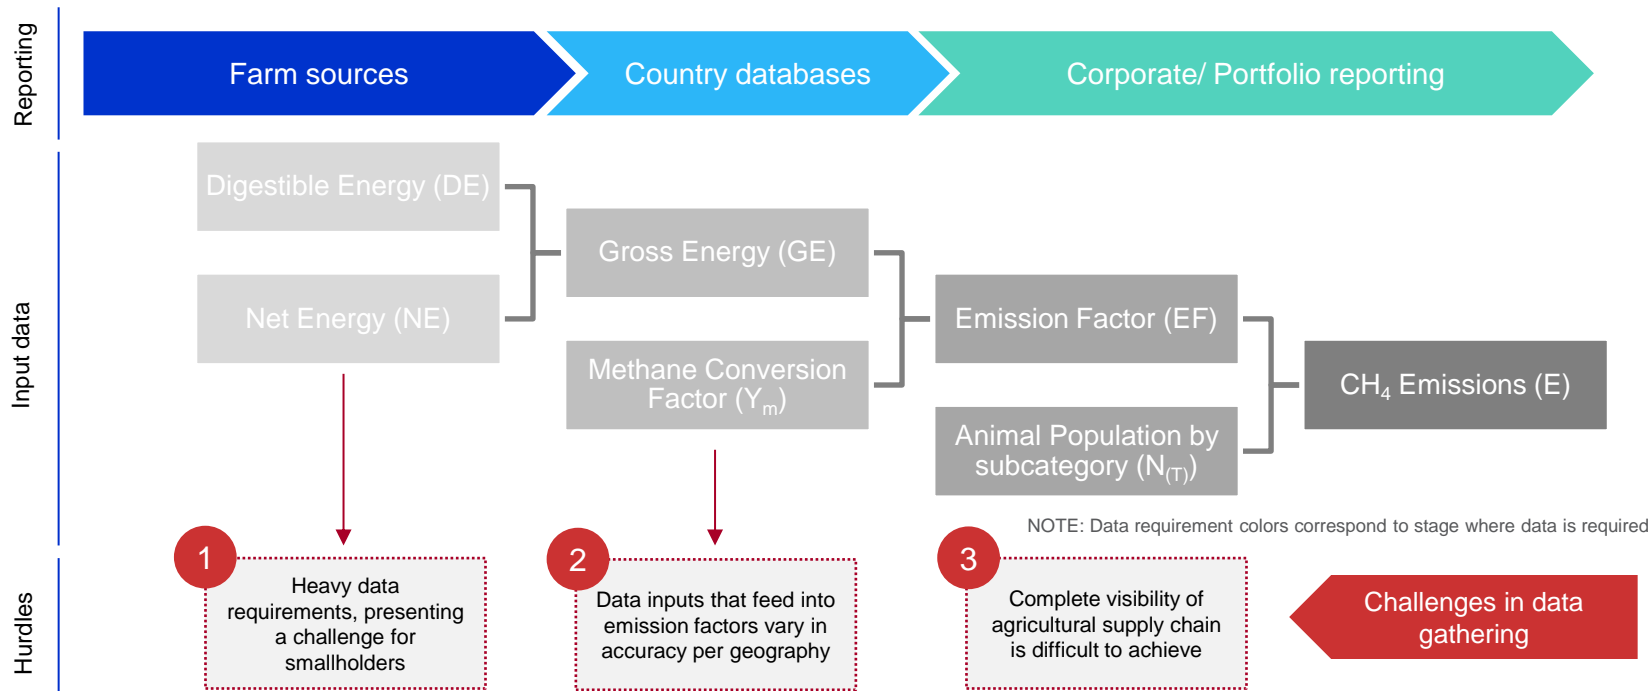 Reporting
Farm sources
Country databases
Corporate/ Portfolio reporting
Input data
Digestible Energy (DE)
Net Energy (NE)
Gross Energy (GE)
Methane Conversion
Factor (Yₘ)
Emission Factor (EF)
Animal Population by
subcategory (N₍T₎)
CH₄ Emissions (E)
NOTE: Data requirement colors correspond to stage where data is required
Hurdles
1
Heavy data
requirements, presenting
a challenge for
smallholders
2
Data inputs that feed into
emission factors vary in
accuracy per geography
3
Complete visibility of
agricultural supply chain
is difficult to achieve
Challenges in data
gathering